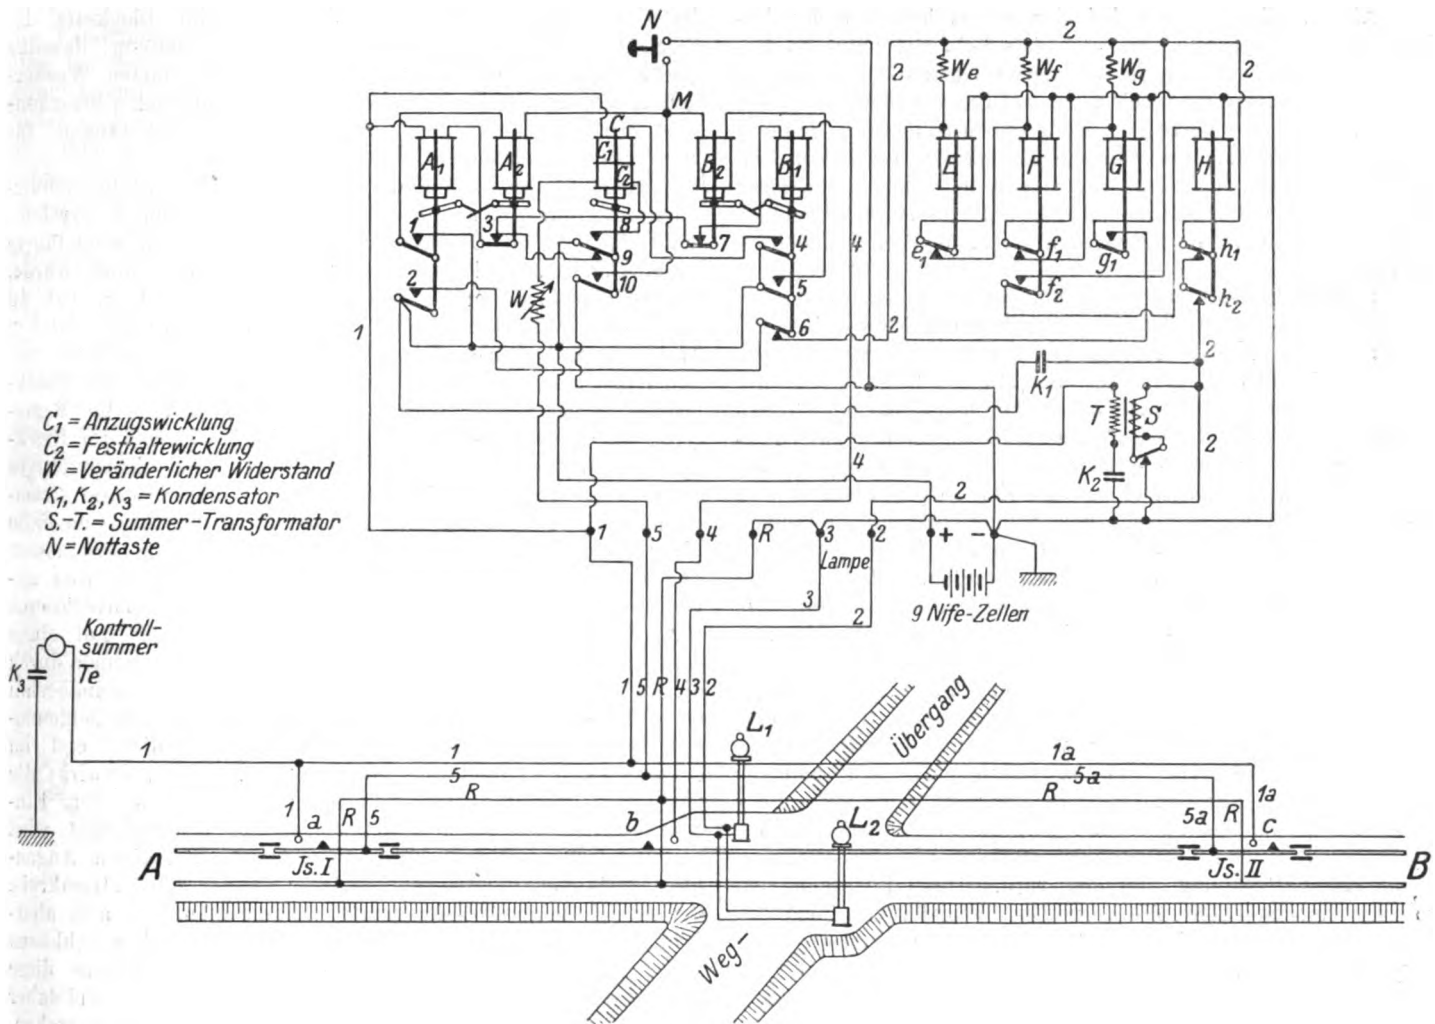 N
M
2
2
We
Wf
Wg
2
C
A₁
A₂
C₁
C₂
B₂
B₁
E
F
G
H
1
3
8
7
4
4
9
e₁
f₁
g₁
h₁
2
10
5
f₂
h₂
W
6
2
1
2
K₁
C₁ = Anzugswicklung
C₂ = Festhaltewicklung
W = Veränderlicher Widerstand
K₁, K₂, K₃ = Kondensator
S.-T. = Summer-Transformator
N = Nottaste
T
S
4
K₂
2
2
1
5
4
R
3
2
+
-
Lampe
9 Nife-Zellen
3
2
Kontroll-
summer
K₃
Te
1 5 R 4 3 2
L₁
Übergang
1
1
1a
5
5a
R
R
1a
1
a
R
5
b
L₂
5a
R
c
A
Js. I
Js. II
B
Weg-